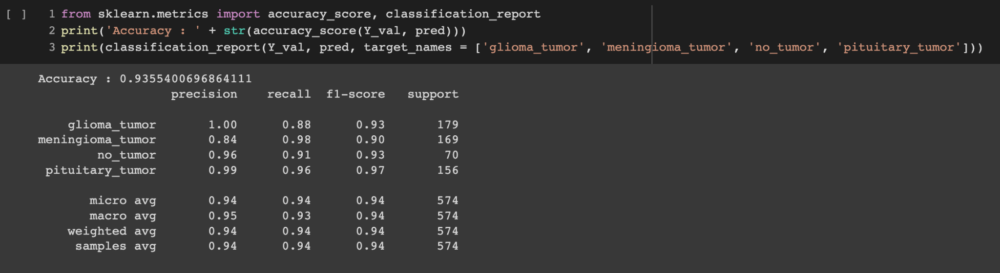 [ ] 1 from sklearn.metrics import accuracy_score, classification_report
2 print('Accuracy : ' + str(accuracy_score(Y_val, pred)))
3 print(classification_report(Y_val, pred, target_names = ['glioma_tumor', 'meningioma_tumor', 'no_tumor', 'pituitary_tumor']))
Accuracy : 0.9355400696864111
precision recall f1-score support
glioma_tumor 1.00 0.88 0.93 179
meningioma_tumor 0.84 0.98 0.90 169
no_tumor 0.96 0.91 0.93 70
pituitary_tumor 0.99 0.96 0.97 156
micro avg 0.94 0.94 0.94 574
macro avg 0.95 0.93 0.94 574
weighted avg 0.94 0.94 0.94 574
samples avg 0.94 0.94 0.94 574